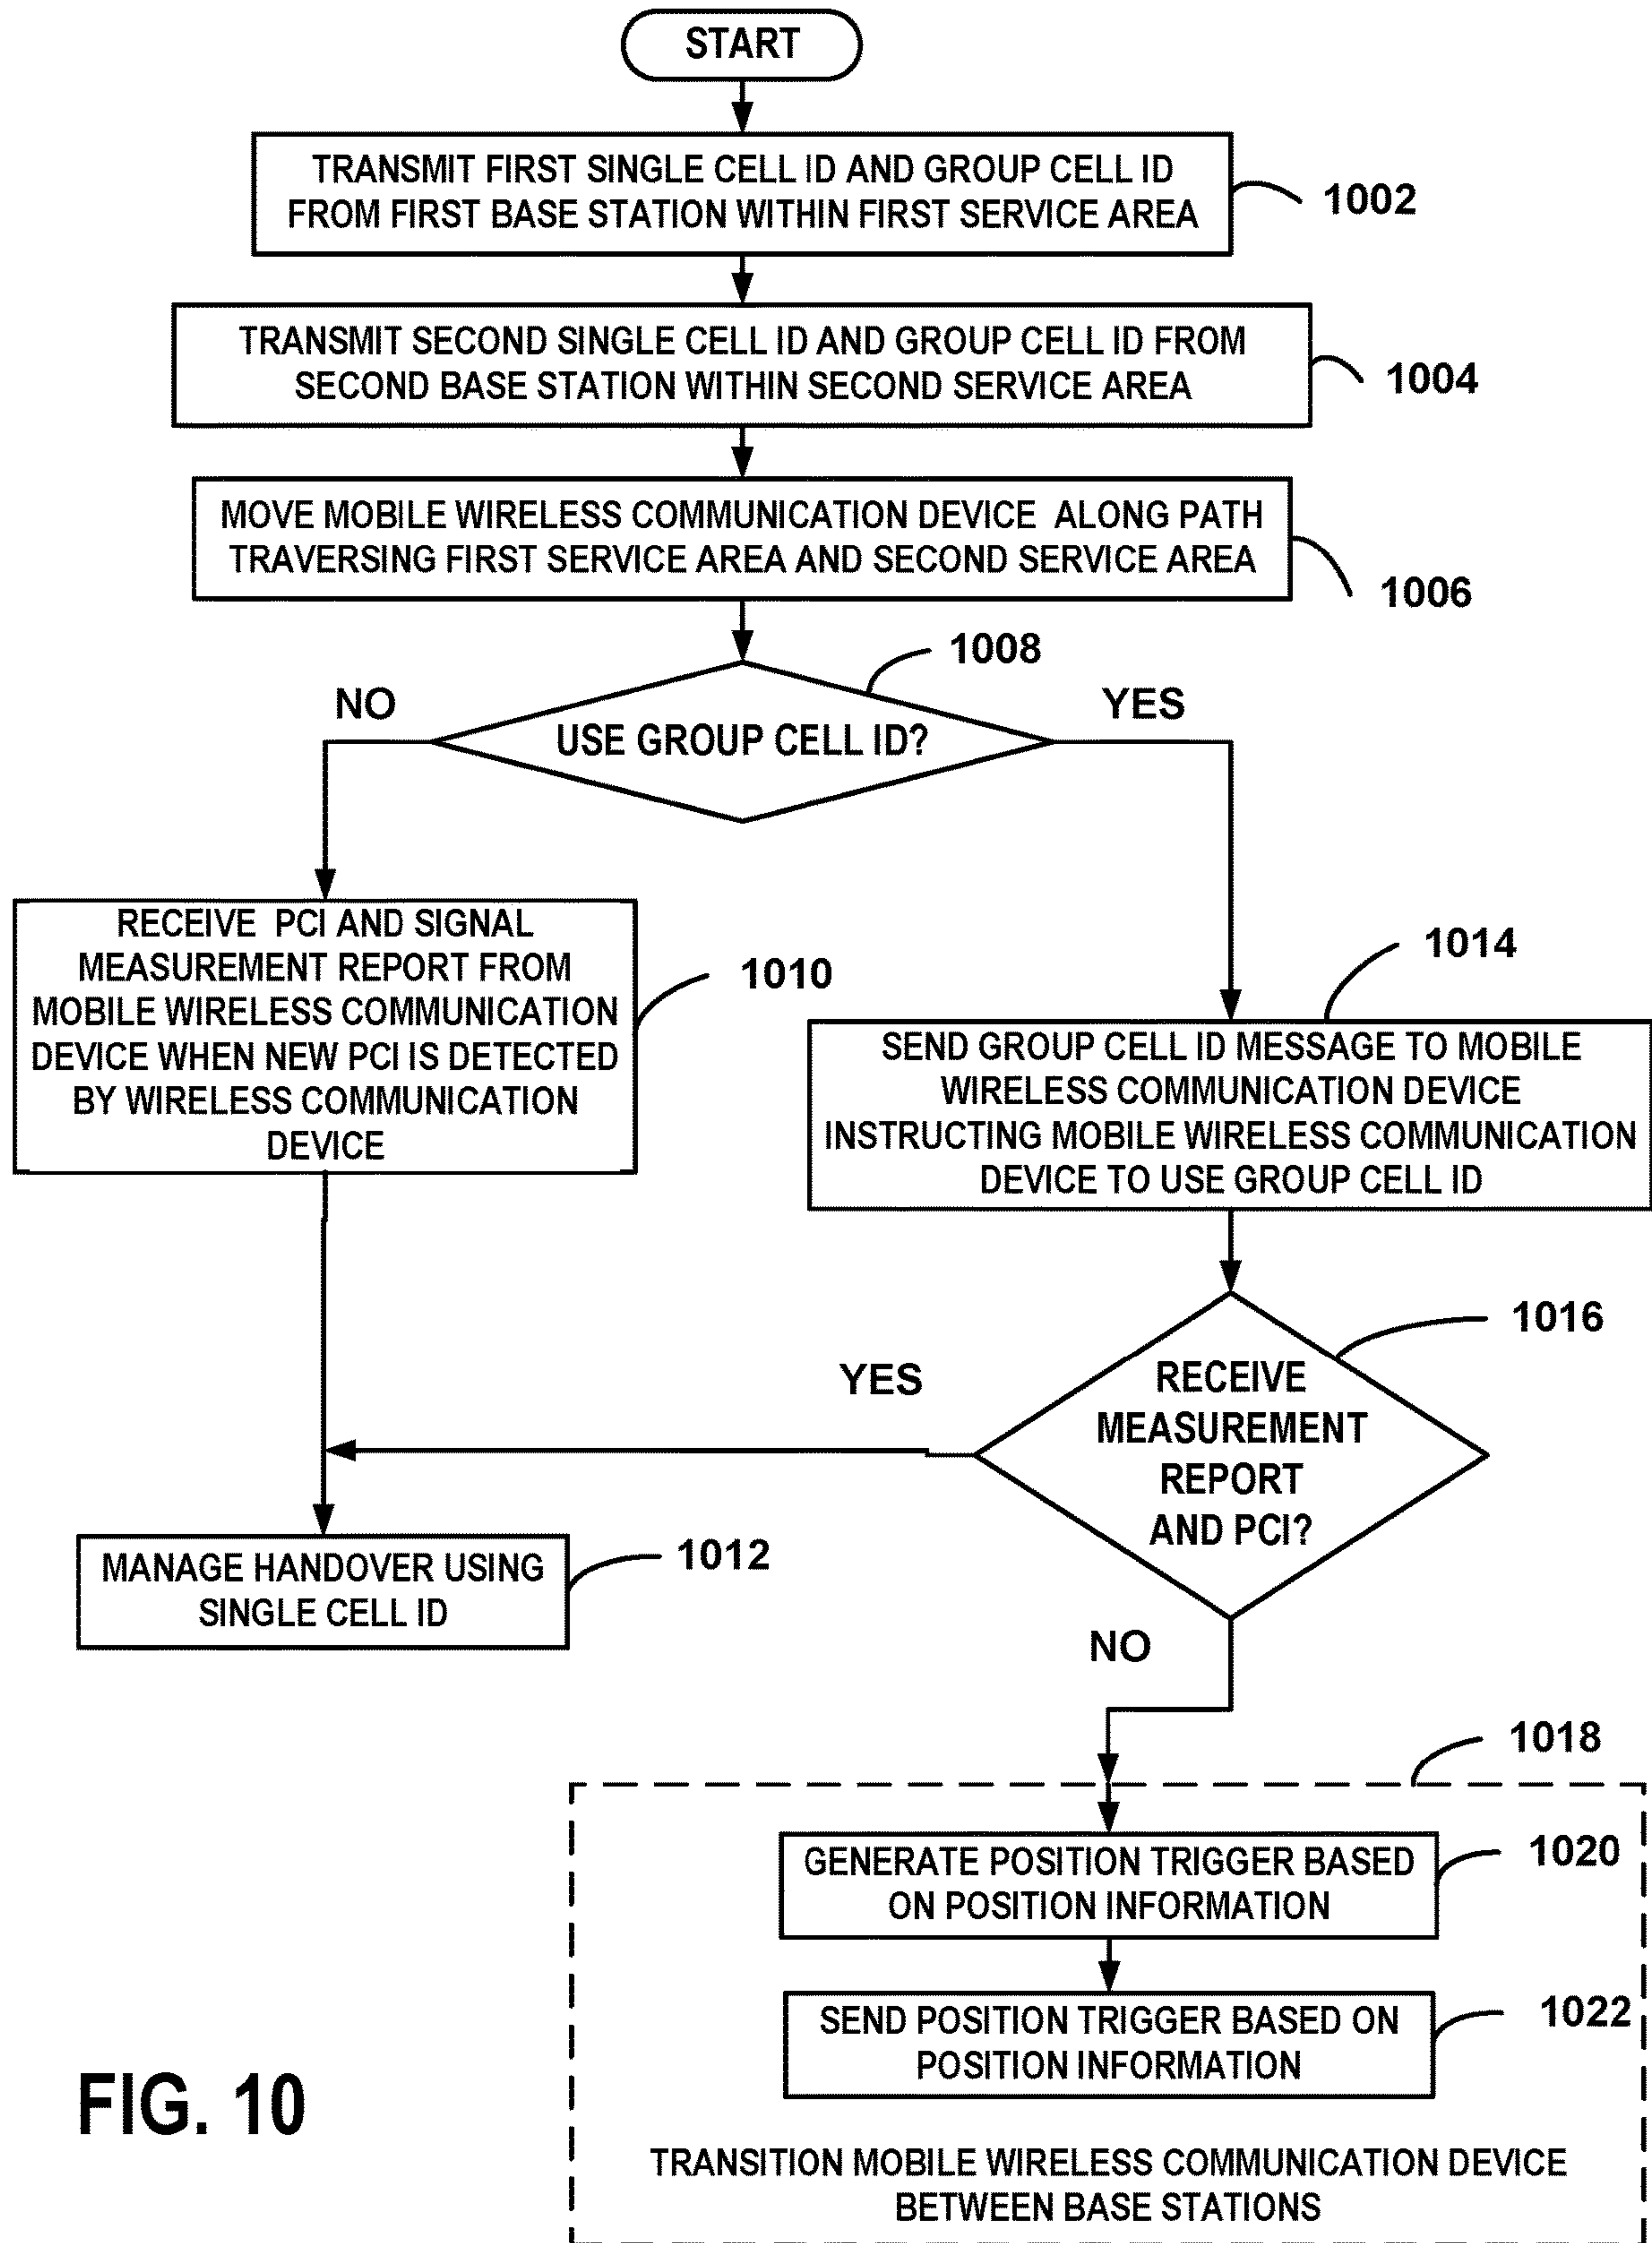 START
TRANSMIT FIRST SINGLE CELL ID AND GROUP CELL ID
FROM FIRST BASE STATION WITHIN FIRST SERVICE AREA
1002
TRANSMIT SECOND SINGLE CELL ID AND GROUP CELL ID FROM
SECOND BASE STATION WITHIN SECOND SERVICE AREA
1004
MOVE MOBILE WIRELESS COMMUNICATION DEVICE ALONG PATH
TRAVERSING FIRST SERVICE AREA AND SECOND SERVICE AREA
1006
1008
NO
YES
USE GROUP CELL ID?
RECEIVE PCI AND SIGNAL
MEASUREMENT REPORT FROM
MOBILE WIRELESS COMMUNICATION
DEVICE WHEN NEW PCI IS DETECTED
BY WIRELESS COMMUNICATION
DEVICE
1010
1014
SEND GROUP CELL ID MESSAGE TO MOBILE
WIRELESS COMMUNICATION DEVICE
INSTRUCTING MOBILE WIRELESS COMMUNICATION
DEVICE TO USE GROUP CELL ID
1016
YES
RECEIVE
MEASUREMENT
REPORT
AND PCI?
MANAGE HANDOVER USING
SINGLE CELL ID
1012
NO
1018
GENERATE POSITION TRIGGER BASED
ON POSITION INFORMATION
1020
SEND POSITION TRIGGER BASED ON
POSITION INFORMATION
1022
TRANSITION MOBILE WIRELESS COMMUNICATION DEVICE
BETWEEN BASE STATIONS
FIG. 10